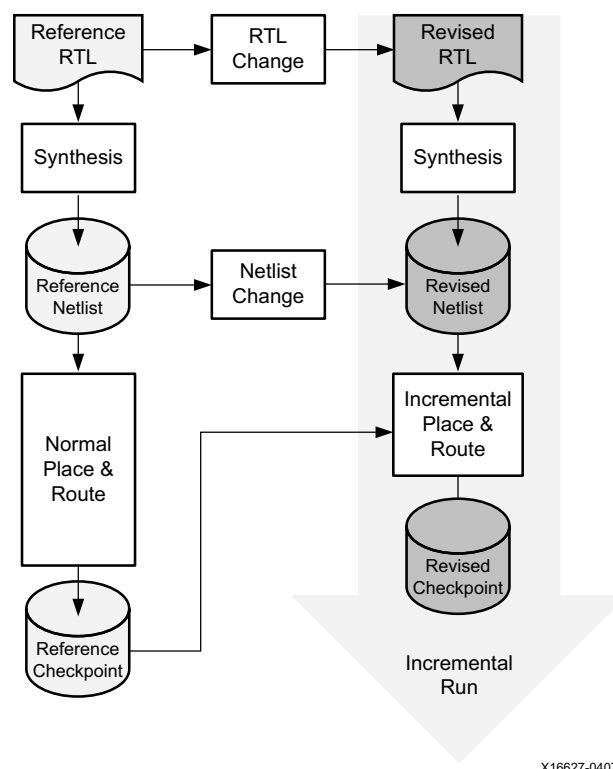 Reference
RTL
RTL
Change
Revised
RTL
Synthesis
Synthesis
Reference
Netlist
Netlist
Change
Revised
Netlist
Normal
Place &
Route
Incremental
Place &
Route
Revised
Checkpoint
Reference
Checkpoint
Incremental
Run